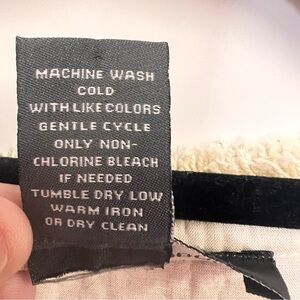 MACHINE WASH
COLD
WITH LIKE COLORS
GENTLE CYCLE
ONLY NON-
CHLORINE BLEACH
IF NEEDED
TUMBLE DRY LOW
WARM IRON
OR DRY CLEAN